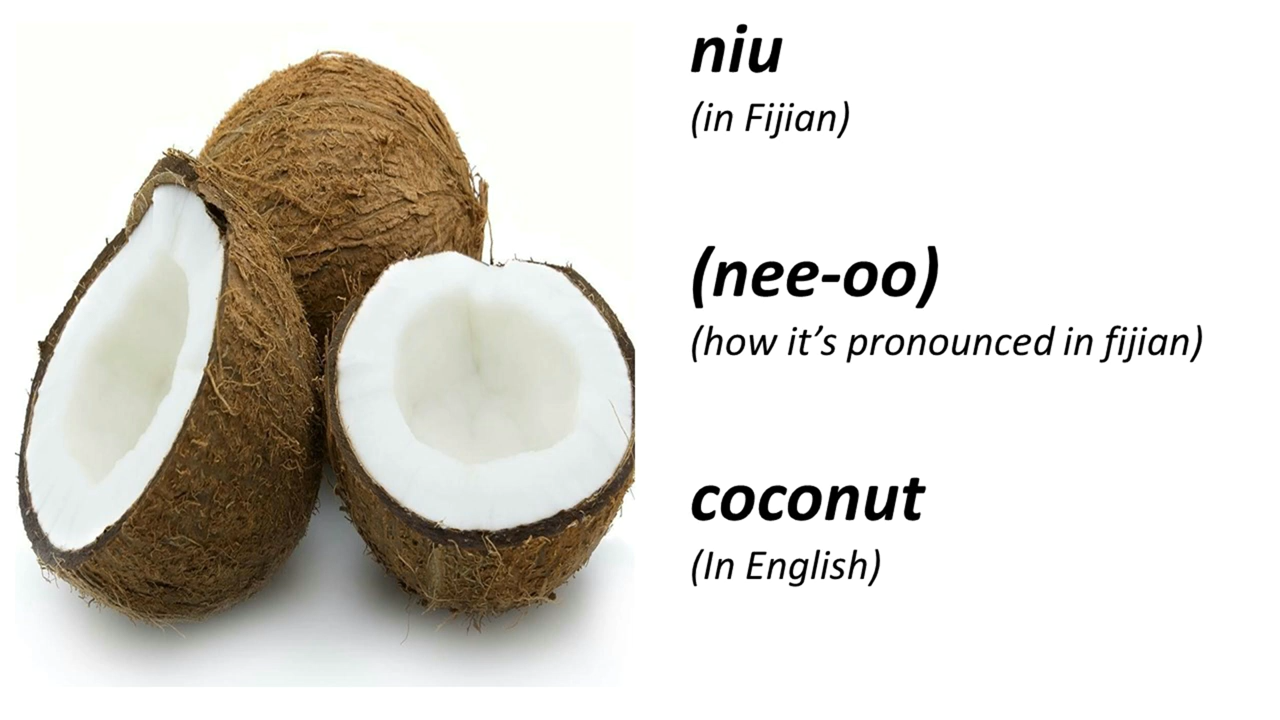 niu
(in Fijian)
(nee-oo)
(how it's pronounced in fijian)
coconut
(In English)